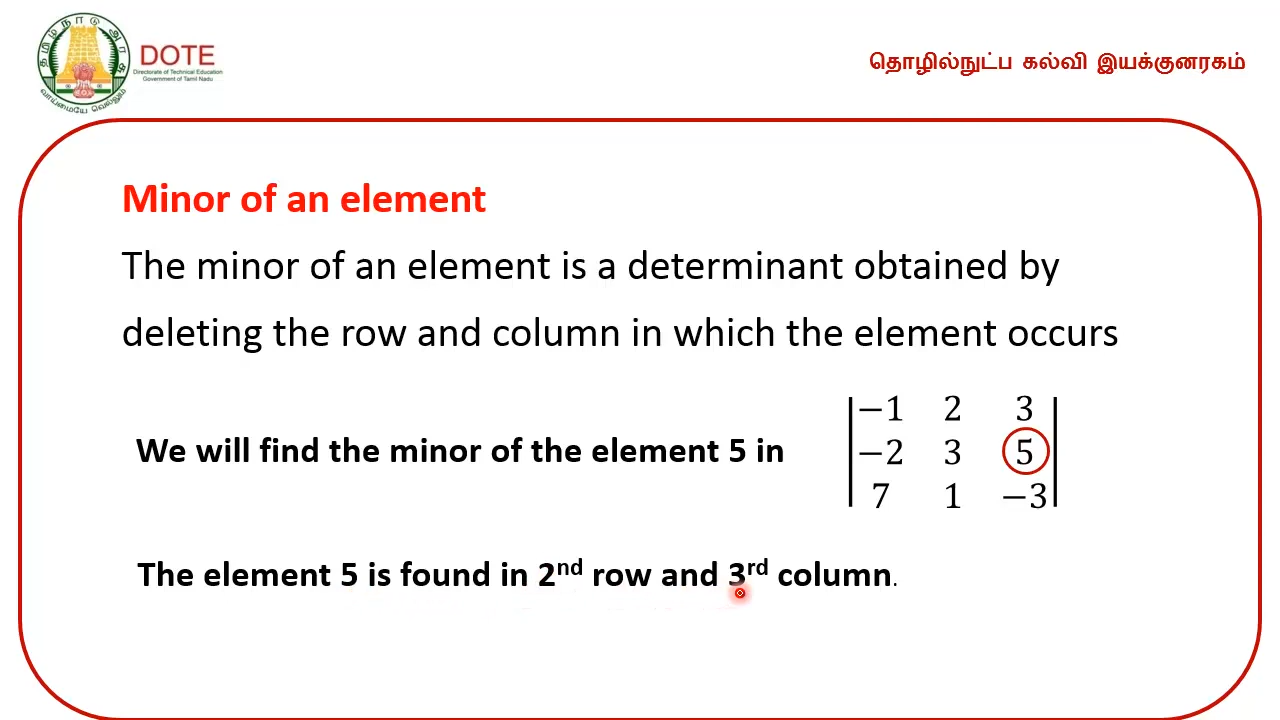 தமிழ்நாடு அரசு
வாய்மையே வெல்லும்
DOTE
Directorate of Technical Education
Government of Tamil Nadu
தொழில்நுட்ப கல்வி இயக்குனரகம்
Minor of an element
The minor of an element is a determinant obtained by
deleting the row and column in which the element occurs
We will find the minor of the element 5 in
−1 2 3
−2 3 5
7 1 −3
The element 5 is found in 2nd row and 3rd column.